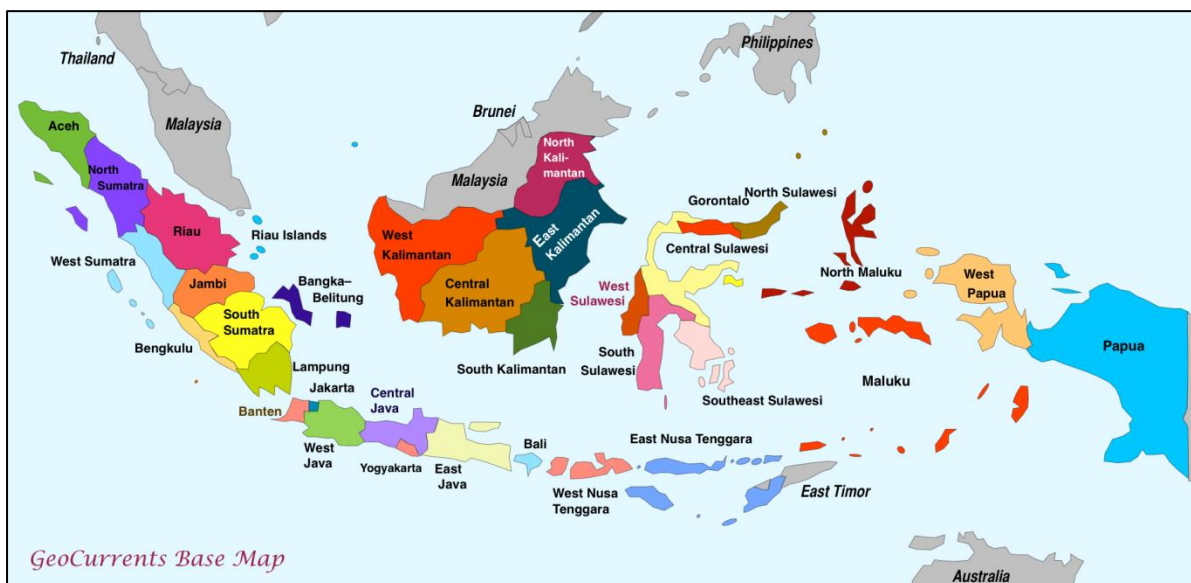 Thailand
Philippines
Brunei
Aceh
Malaysia
North
Sumatra
North
Kali-
mantan
Malaysia
Gorontalo
North Sulawesi
Riau
Riau Islands
West
Kalimantan
East
Kalimantan
Central Sulawesi
West Sumatra
Jambi
Bangka–
Belitung
Central
Kalimantan
West
Sulawesi
North Maluku
West
Papua
South
Sumatra
Bengkulu
Papua
Lampung
South Kalimantan
South
Sulawesi
Maluku
Jakarta
Central
Java
Southeast Sulawesi
Banten
West
Java
Yogyakarta
East
Java
Bali
East Nusa Tenggara
West Nusa
Tenggara
East Timor
GeoCurrents Base Map
Australia